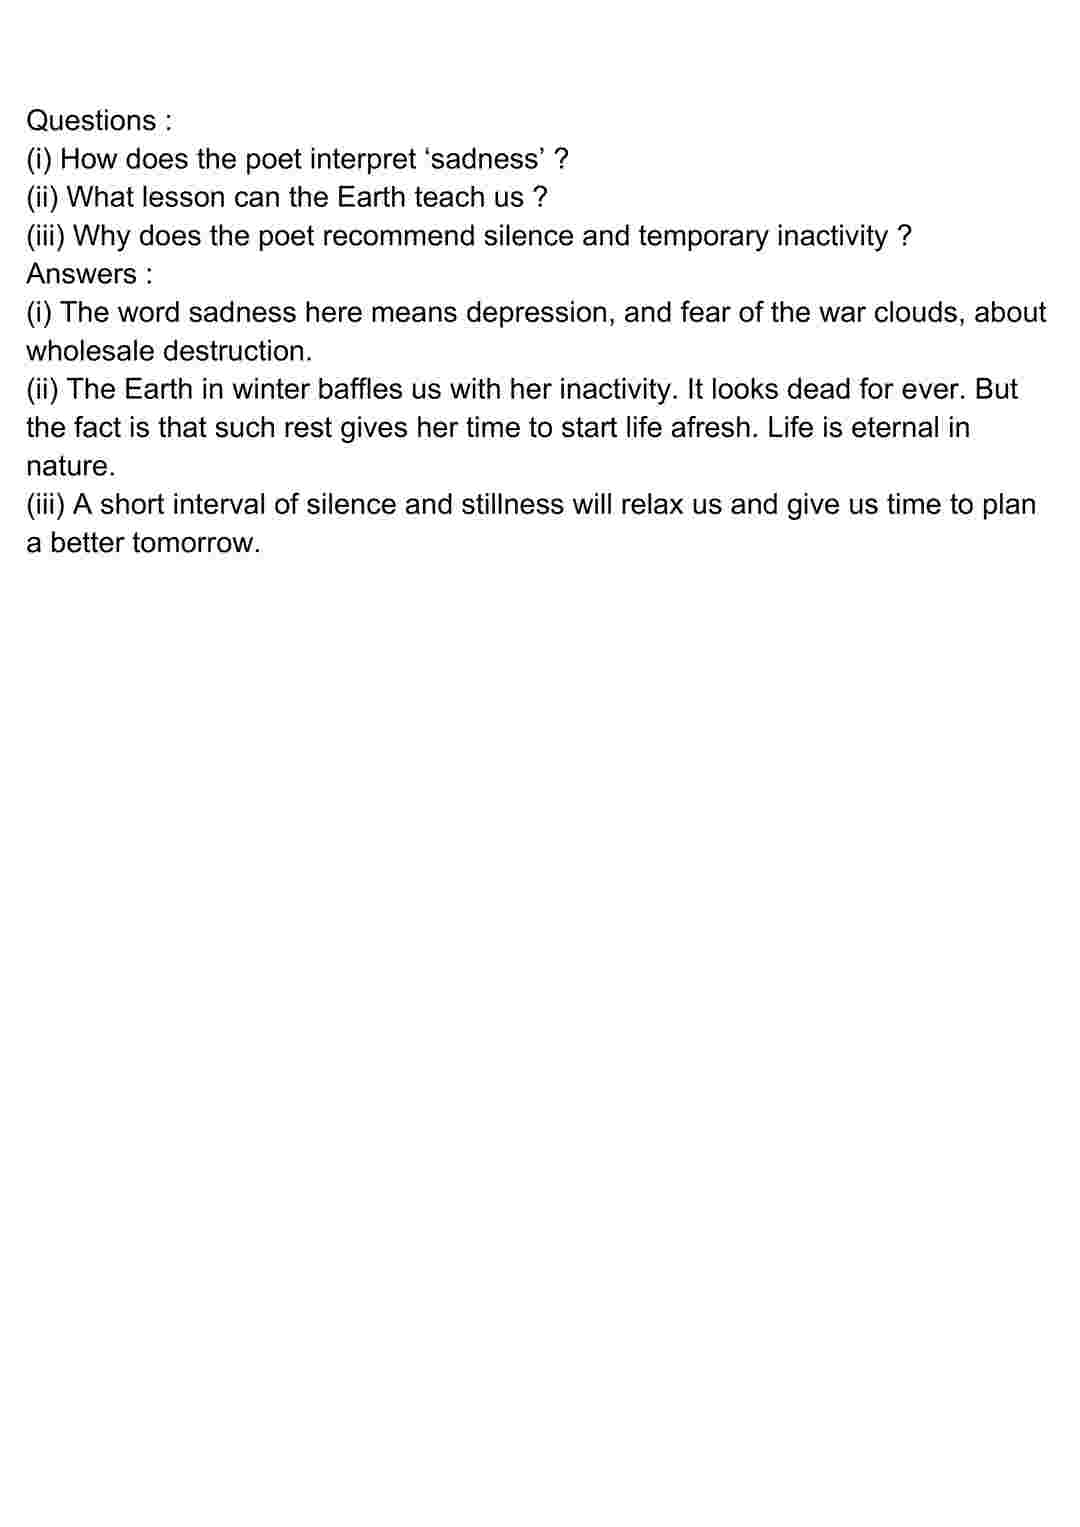 Questions :
(i) How does the poet interpret ‘sadness’ ?
(ii) What lesson can the Earth teach us ?
(iii) Why does the poet recommend silence and temporary inactivity ?
Answers :
(i) The word sadness here means depression, and fear of the war clouds, about
wholesale destruction.
(ii) The Earth in winter baffles us with her inactivity. It looks dead for ever. But
the fact is that such rest gives her time to start life afresh. Life is eternal in
nature.
(iii) A short interval of silence and stillness will relax us and give us time to plan
a better tomorrow.